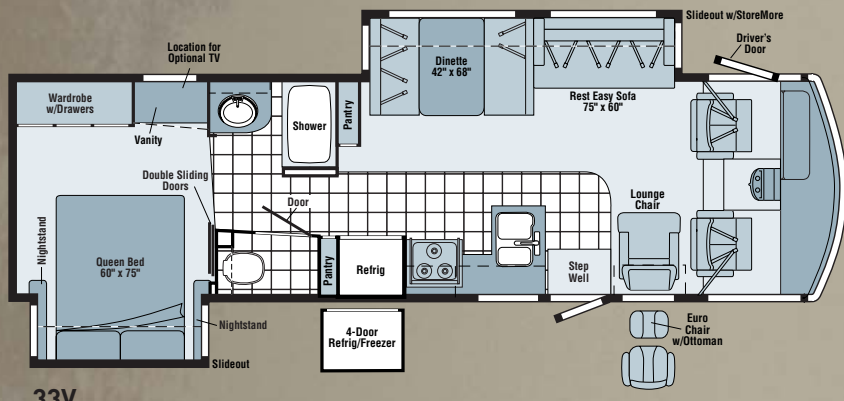 Slideout w/StoreMore
Location for
Optional TV
Driver's
Door
Dinette
42" x 68"
Wardrobe
w/Drawers
Rest Easy Sofa
75" x 60"
Shower
Pantry
Vanity
Double Sliding
Doors
Door
Lounge
Chair
Nightstand
Queen Bed
60" x 75"
Pantry
Refrig
Step
Well
Nightstand
4-Door
Refrig/Freezer
Euro
Chair
w/Ottoman
Slideout
33V